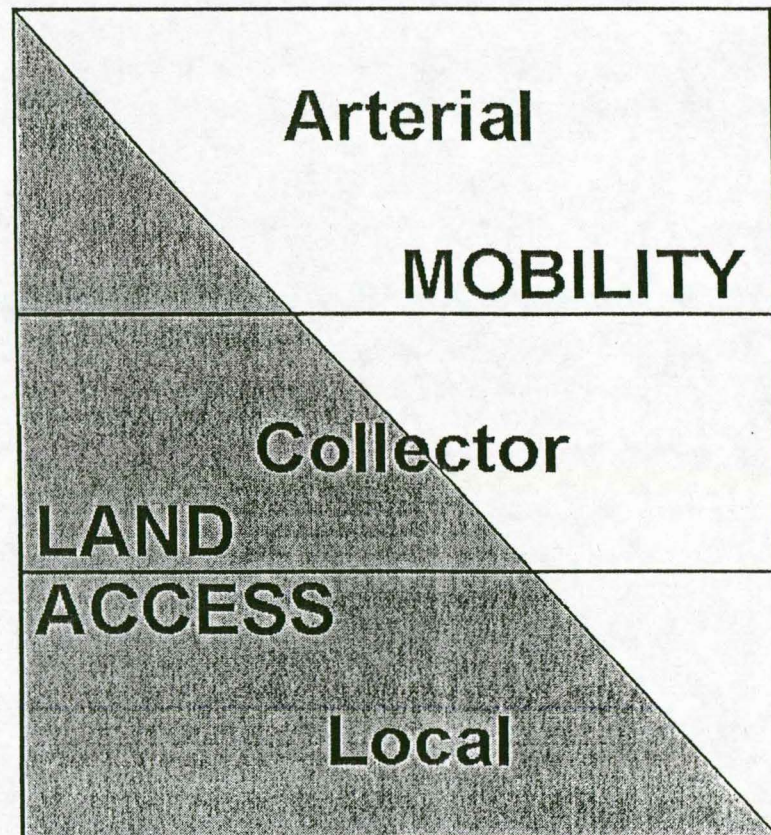 Arterial
MOBILITY
Collector
LAND
ACCESS
Local